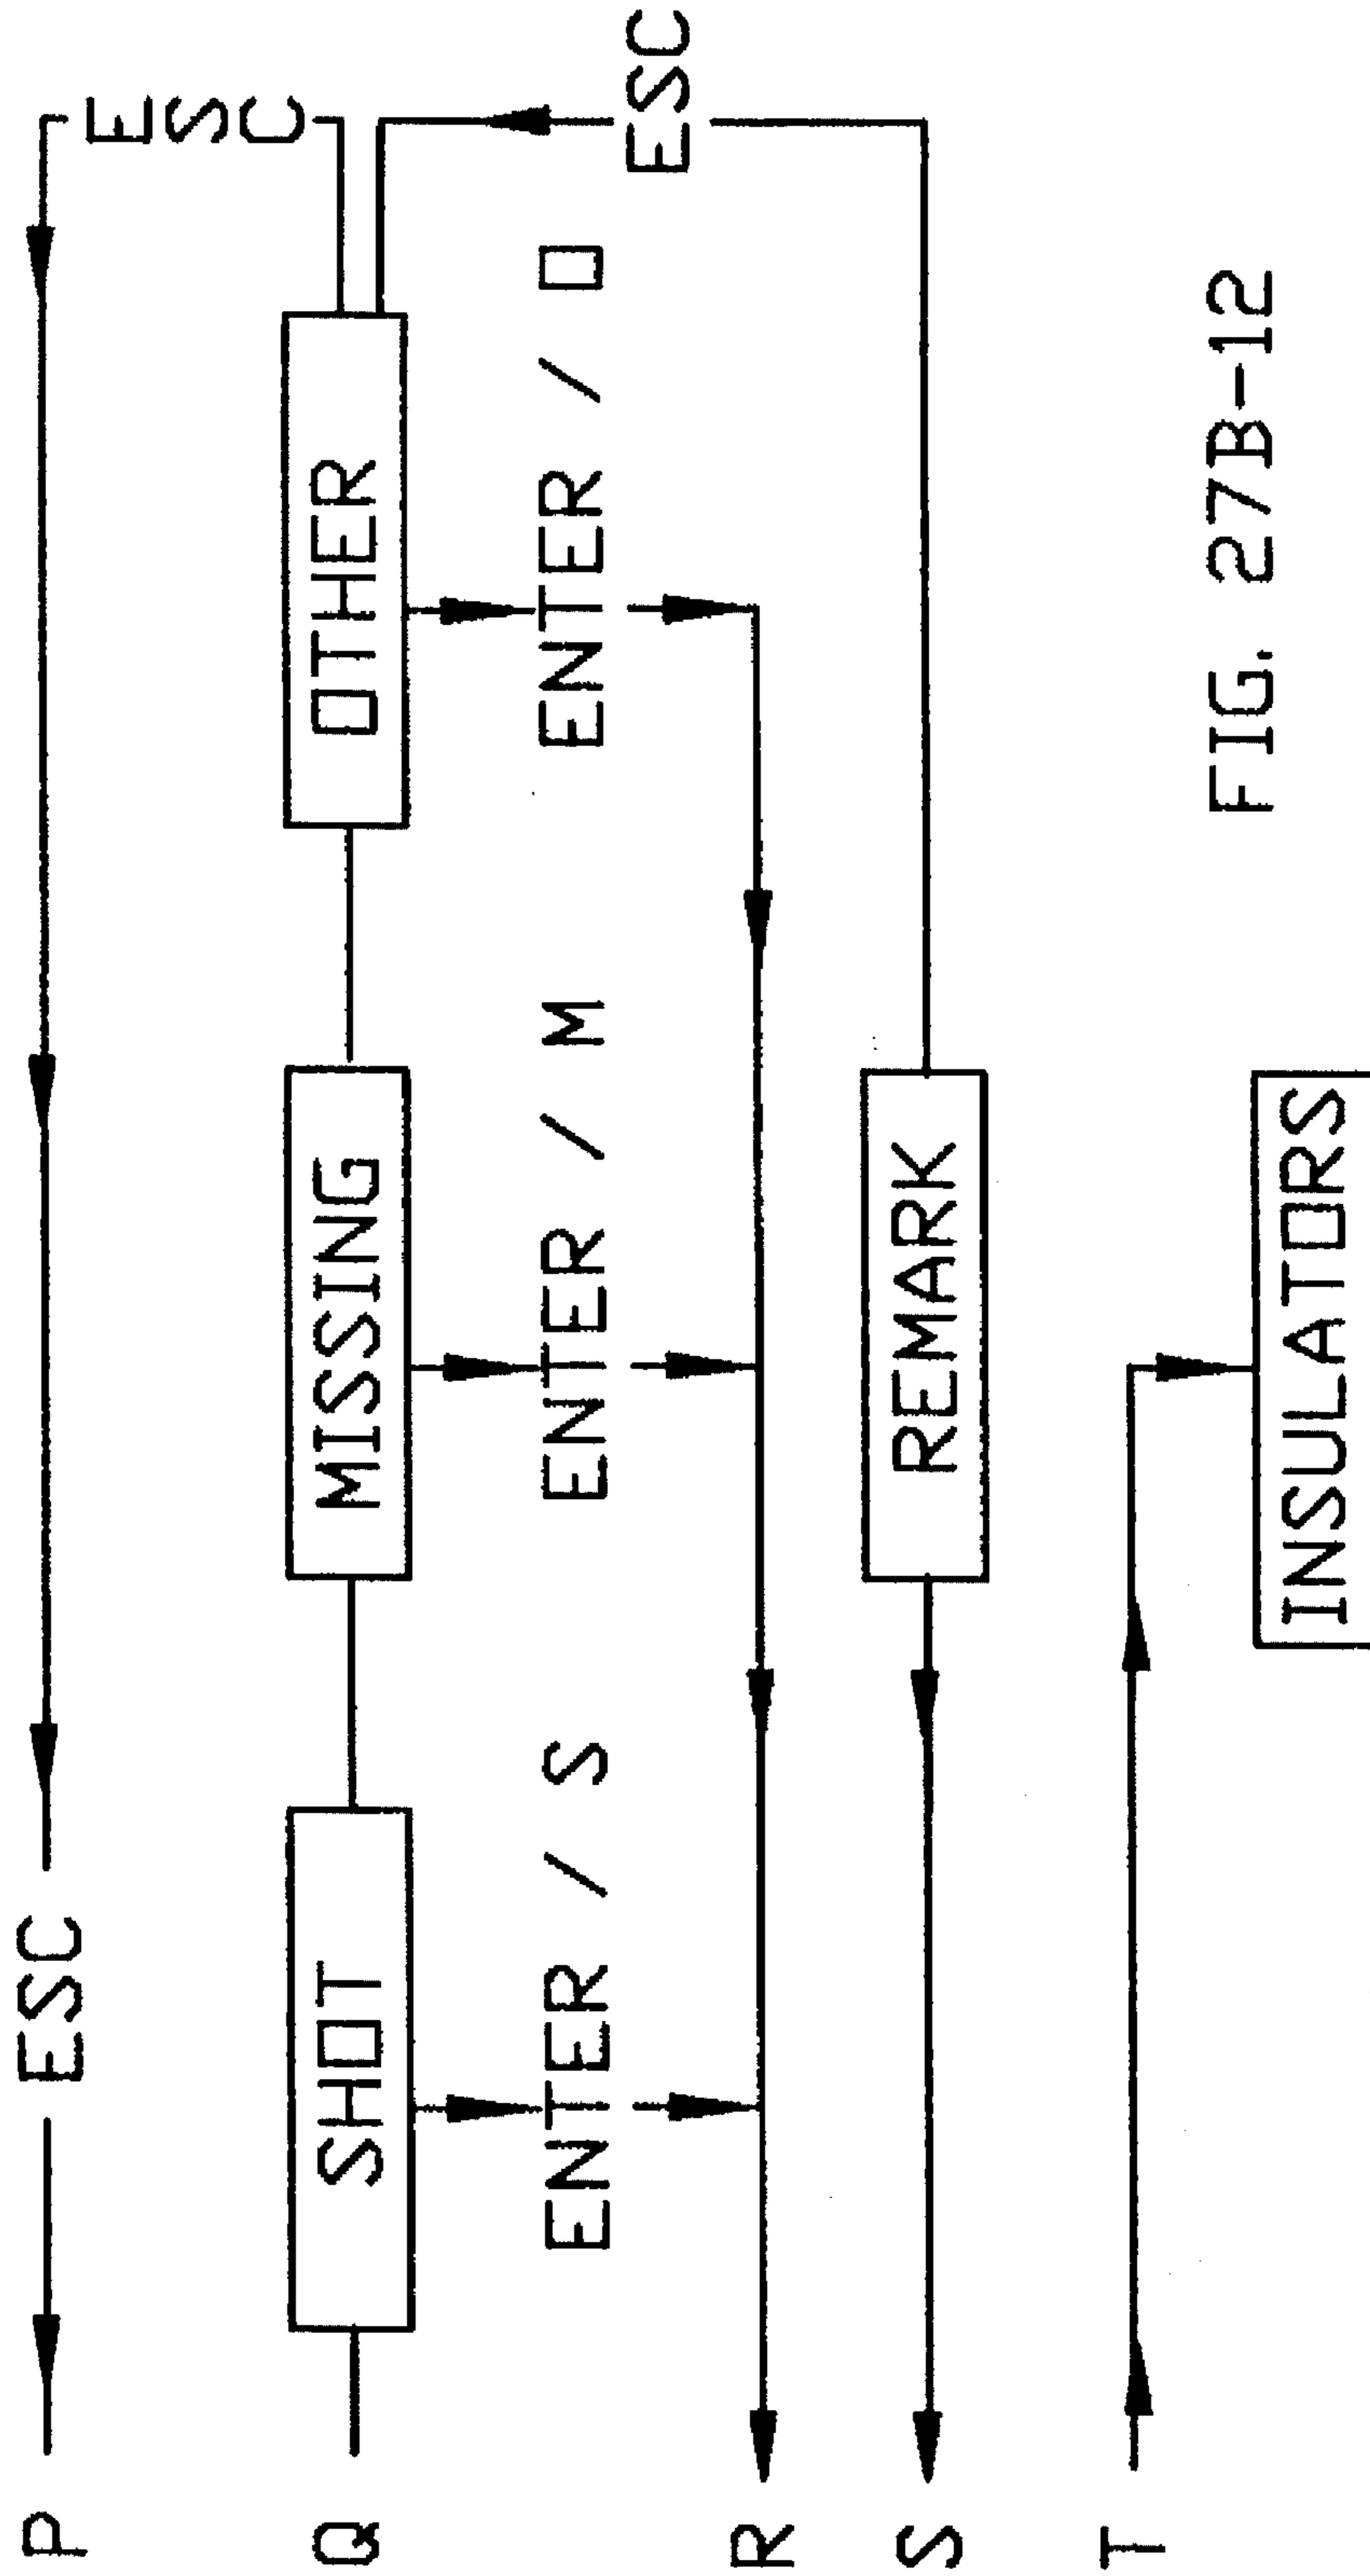 P ESC
ESC
Q SHOT MISSING OTHER
ENTER / S ENTER / M ENTER / O
ESC
R
S REMARK
T
FIG. 27B-12
INSULATORS